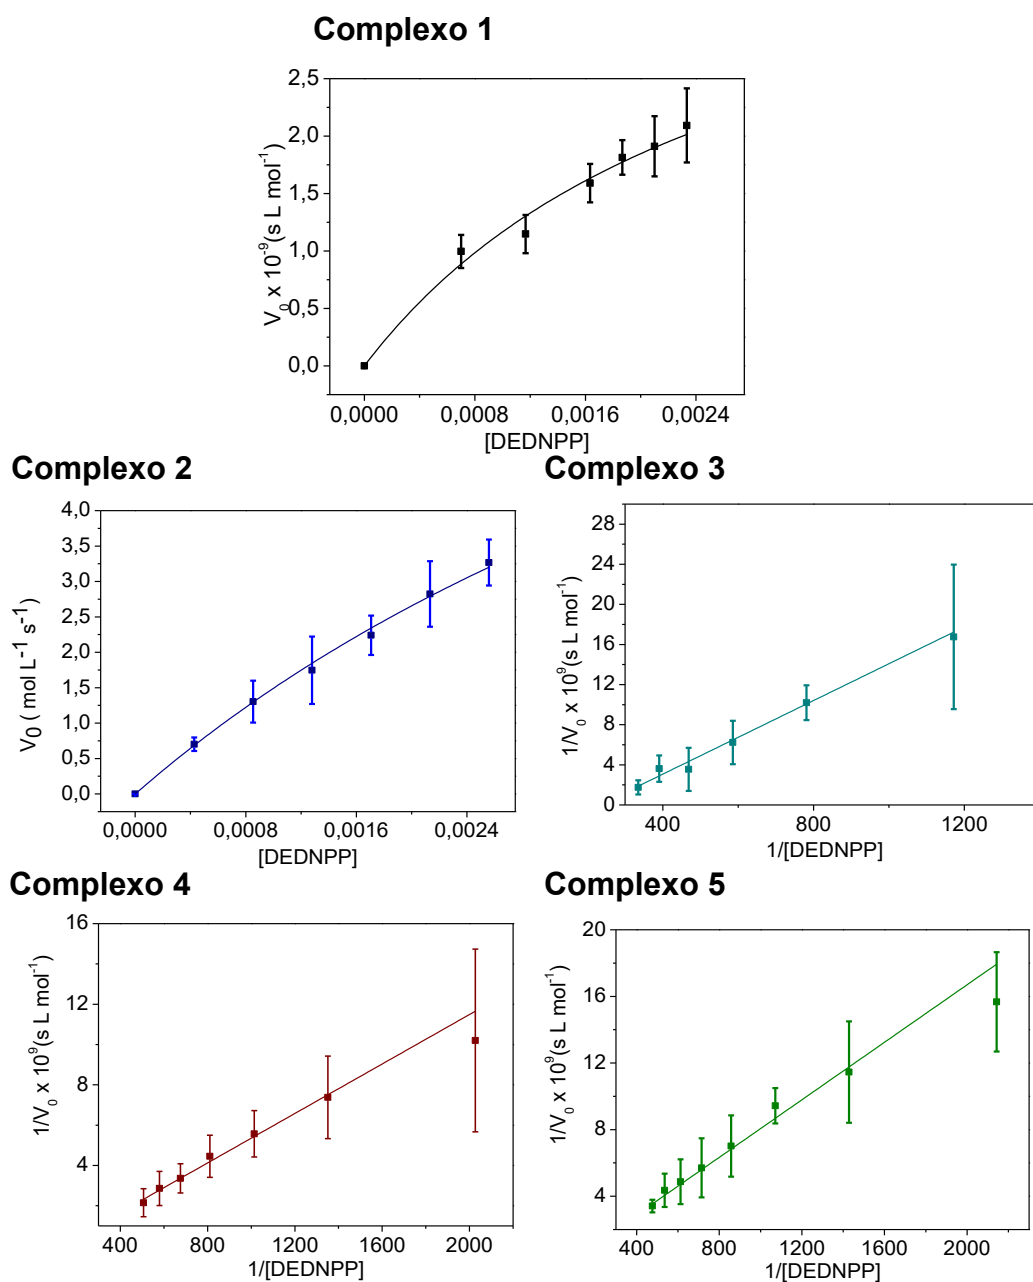 Complexo 1
V0 x 10-9(s L mol-1)
2,5
2,0
1,5
1,0
0,5
0,0
0,0000 0,0008 0,0016 0,0024
[DEDNPP]
Complexo 2
V0 ( mol L-1 s-1)
4,0
3,5
3,0
2,5
2,0
1,5
1,0
0,5
0,0
0,0000 0,0008 0,0016 0,0024
[DEDNPP]
Complexo 3
1/V0 x 109(s L mol-1)
28
24
20
16
12
8
4
0
400 800 1200
1/[DEDNPP]
Complexo 4
1/V0 x 109(s L mol-1)
16
12
8
4
400 800 1200 1600 2000
1/[DEDNPP]
Complexo 5
1/V0 x 109(s L mol-1)
20
16
12
8
4
400 800 1200 1600 2000
1/[DEDNPP]